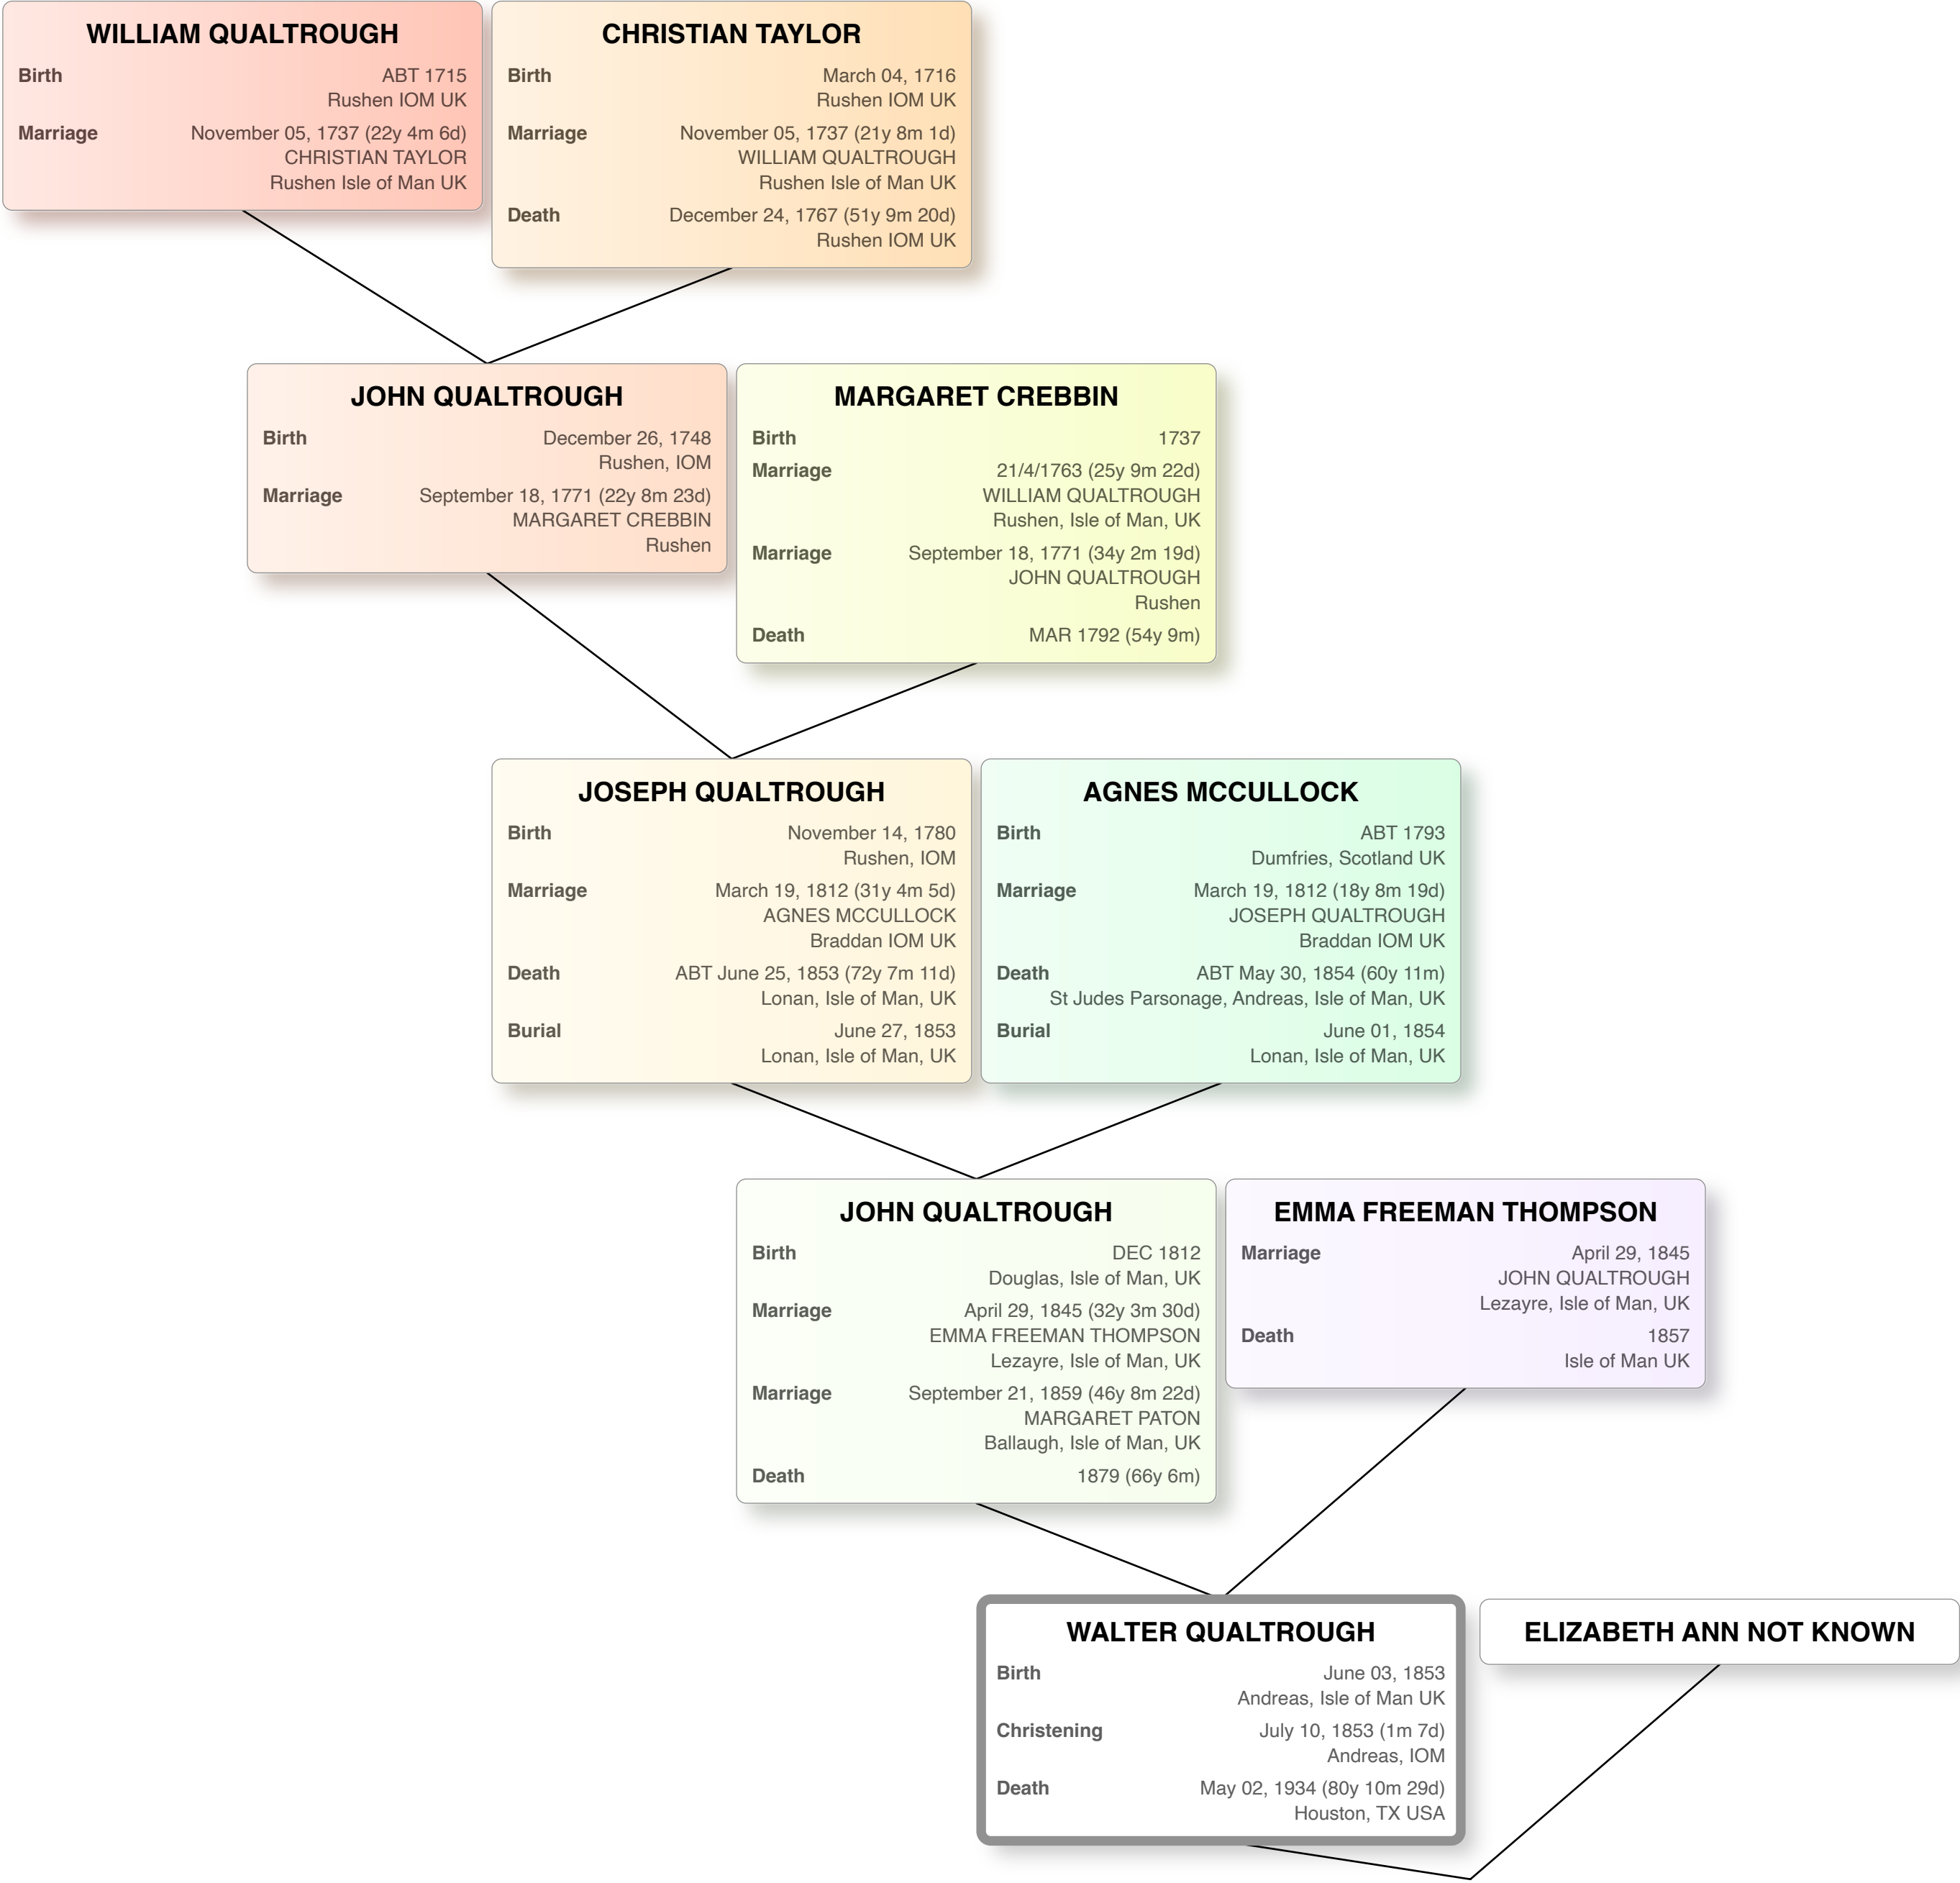 WILLIAM QUALTROUGH
Birth ABT 1715
Rushen IOM UK
Marriage November 05, 1737 (22y 4m 6d)
CHRISTIAN TAYLOR
Rushen Isle of Man UK
CHRISTIAN TAYLOR
Birth March 04, 1716
Rushen IOM UK
Marriage November 05, 1737 (21y 8m 1d)
WILLIAM QUALTROUGH
Rushen Isle of Man UK
Death December 24, 1767 (51y 9m 20d)
Rushen IOM UK
JOHN QUALTROUGH
Birth December 26, 1748
Rushen, IOM
Marriage September 18, 1771 (22y 8m 23d)
MARGARET CREBBIN
Rushen
MARGARET CREBBIN
Birth 1737
Marriage 21/4/1763 (25y 9m 22d)
WILLIAM QUALTROUGH
Rushen, Isle of Man, UK
Marriage September 18, 1771 (34y 2m 19d)
JOHN QUALTROUGH
Rushen
Death MAR 1792 (54y 9m)
JOSEPH QUALTROUGH
Birth November 14, 1780
Rushen, IOM
Marriage March 19, 1812 (31y 4m 5d)
AGNES MCCULLOCK
Braddan IOM UK
Death ABT June 25, 1853 (72y 7m 11d)
Lonan, Isle of Man, UK
Burial June 27, 1853
Lonan, Isle of Man, UK
AGNES MCCULLOCK
Birth ABT 1793
Dumfries, Scotland UK
Marriage March 19, 1812 (18y 8m 19d)
JOSEPH QUALTROUGH
Braddan IOM UK
Death ABT May 30, 1854 (60y 11m)
St Judes Parsonage, Andreas, Isle of Man, UK
Burial June 01, 1854
Lonan, Isle of Man, UK
JOHN QUALTROUGH
Birth DEC 1812
Douglas, Isle of Man, UK
Marriage April 29, 1845 (32y 3m 30d)
EMMA FREEMAN THOMPSON
Lezayre, Isle of Man, UK
Marriage September 21, 1859 (46y 8m 22d)
MARGARET PATON
Ballaugh, Isle of Man, UK
Death 1879 (66y 6m)
EMMA FREEMAN THOMPSON
Marriage April 29, 1845
JOHN QUALTROUGH
Lezayre, Isle of Man, UK
Death 1857
Isle of Man UK
WALTER QUALTROUGH
Birth June 03, 1853
Andreas, Isle of Man UK
Christening July 10, 1853 (1m 7d)
Andreas, IOM
Death May 02, 1934 (80y 10m 29d)
Houston, TX USA
ELIZABETH ANN NOT KNOWN